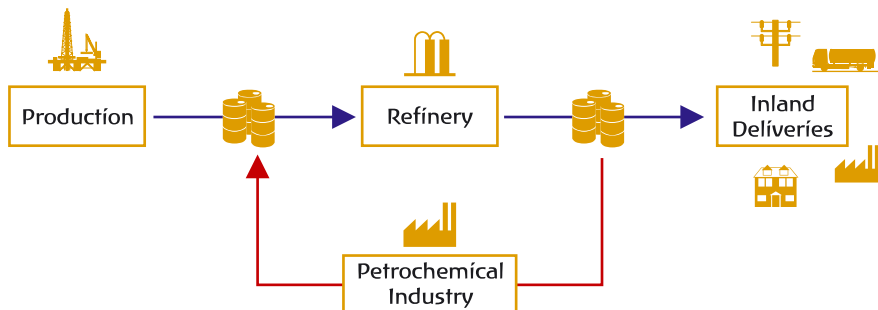 Production
Refinery
Inland
Deliveries
Petrochemical
Industry